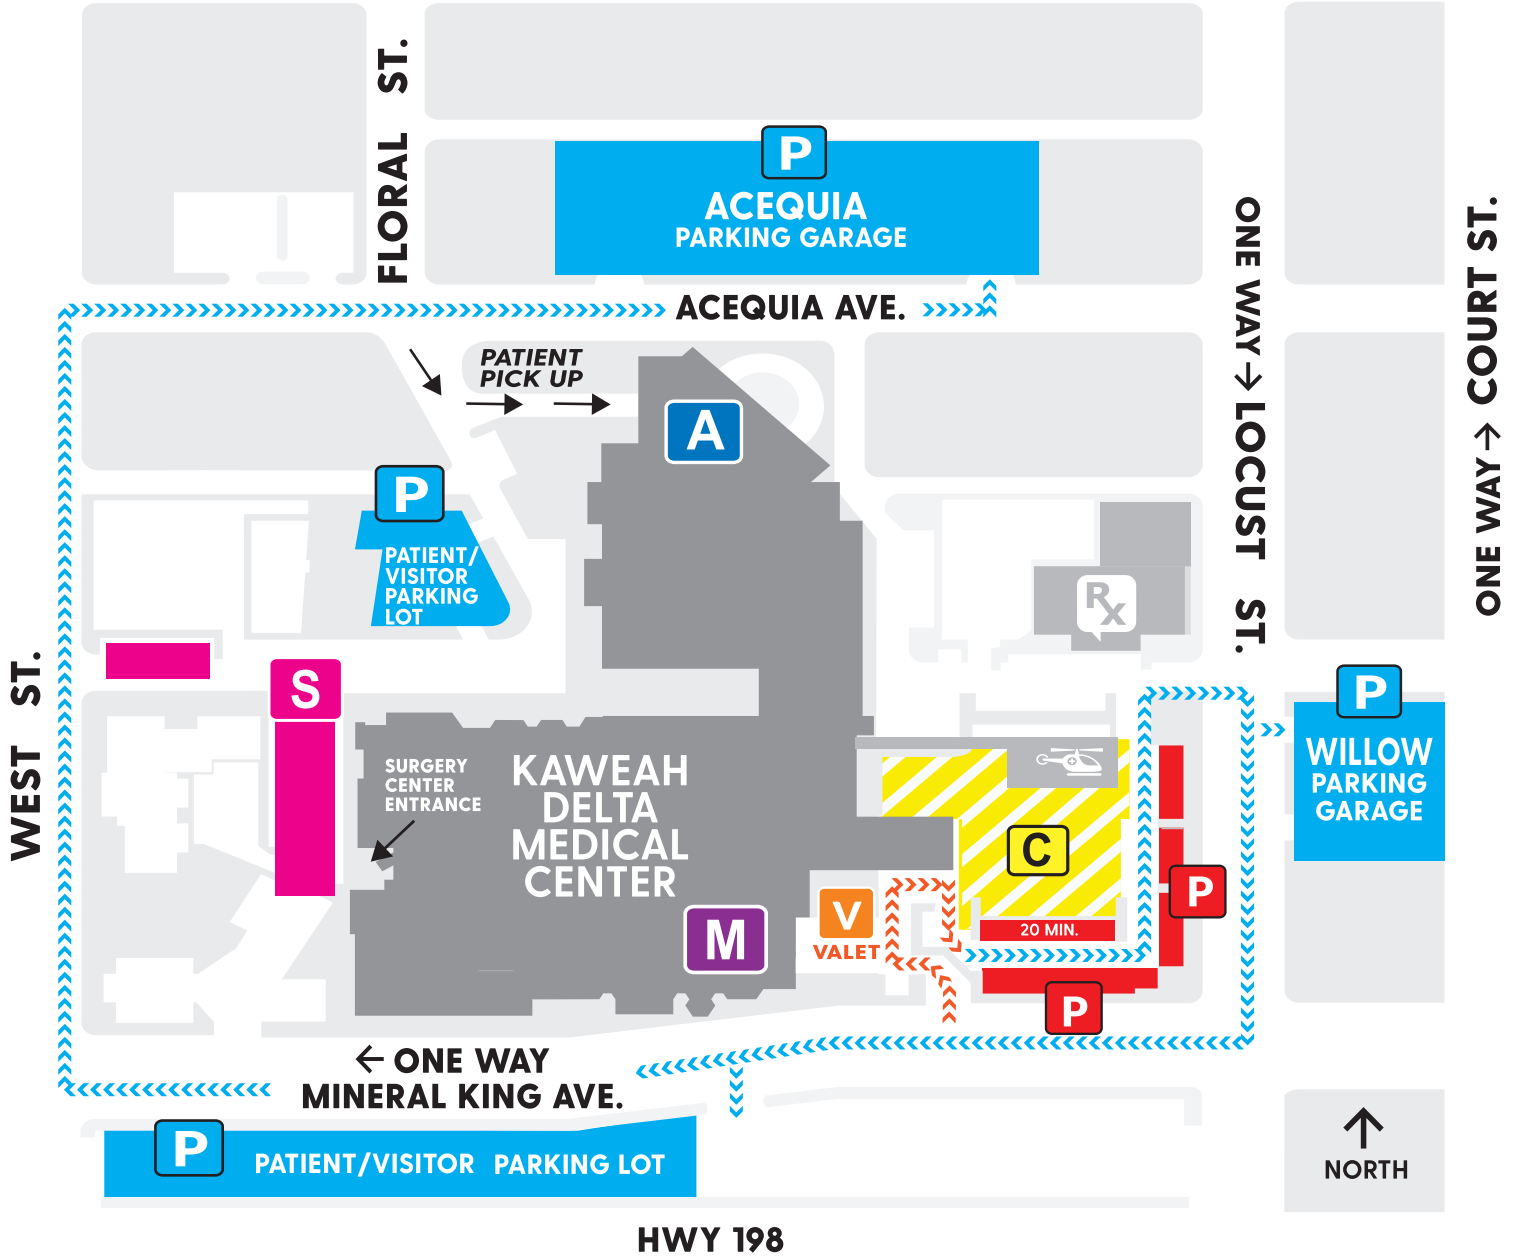 FLORAL ST.
P
ACEQUIA
PARKING GARAGE
ACEQUIA AVE.
ONE WAY → LOCUST ST.
ONE WAY → COURT ST.
PATIENT
PICK UP
A
P
PATIENT/
VISITOR
PARKING
LOT
Rx
WEST ST.
S
SURGERY
CENTER
ENTRANCE
KAWEAH
DELTA
MEDICAL
CENTER
M
V
VALET
C
20 MIN.
P
P
P
WILLOW
PARKING
GARAGE
← ONE WAY
MINERAL KING AVE.
P
PATIENT/VISITOR PARKING LOT
NORTH
HWY 198